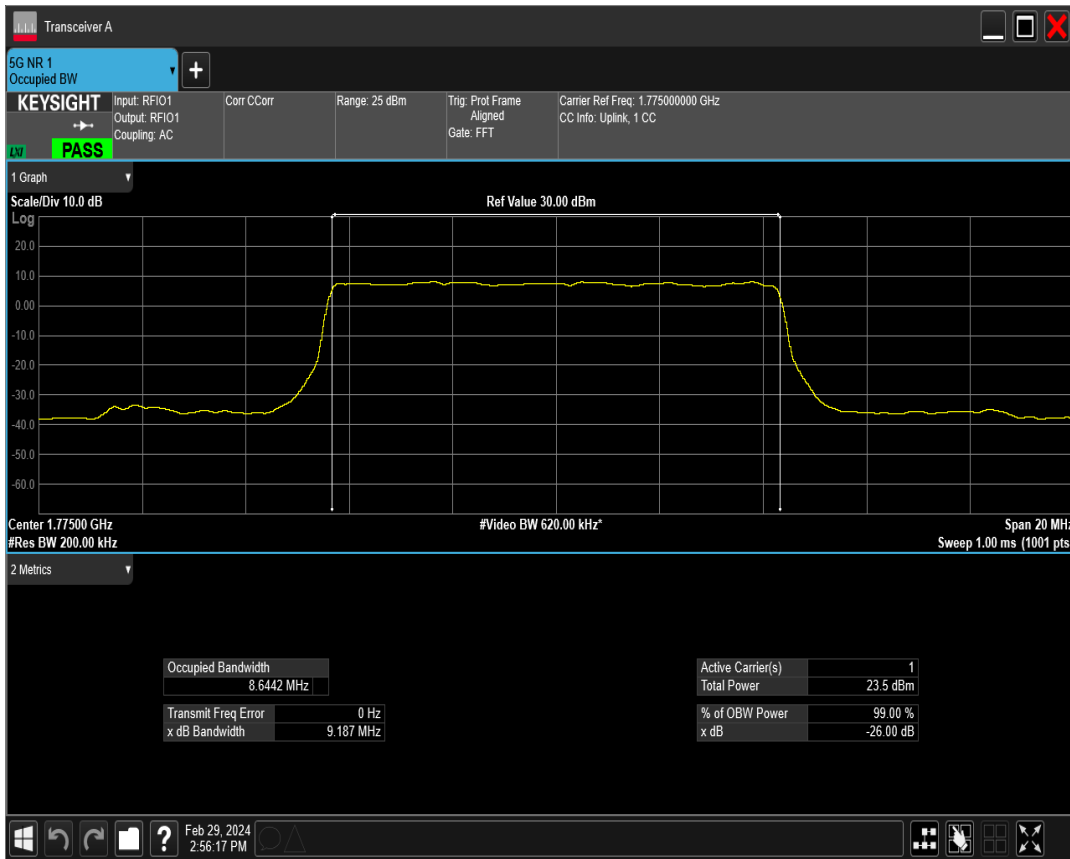 Transceiver A
5G NR 1
Occupied BW
+
KEYSIGHT
LXI
PASS
Input: RFIO1
Output: RFIO1
Coupling: AC
Corr CCorr
Range: 25 dBm
Trig: Prot Frame
Aligned
Gate: FFT
Carrier Ref Freq: 1.775000000 GHz
CC Info: Uplink, 1 CC
1 Graph
Scale/Div 10.0 dB
Ref Value 30.00 dBm
Log
20.0
10.0
0.00
-10.0
-20.0
-30.0
-40.0
-50.0
-60.0
Center 1.77500 GHz
#Video BW 620.00 kHz*
Span 20 MHz
#Res BW 200.00 kHz
Sweep 1.00 ms (1001 pts
2 Metrics
Occupied Bandwidth
8.6442 MHz
Transmit Freq Error 0 Hz
x dB Bandwidth 9.187 MHz
Active Carrier(s) 1
Total Power 23.5 dBm
% of OBW Power 99.00 %
x dB -26.00 dB
?
Feb 29, 2024
2:56:17 PM